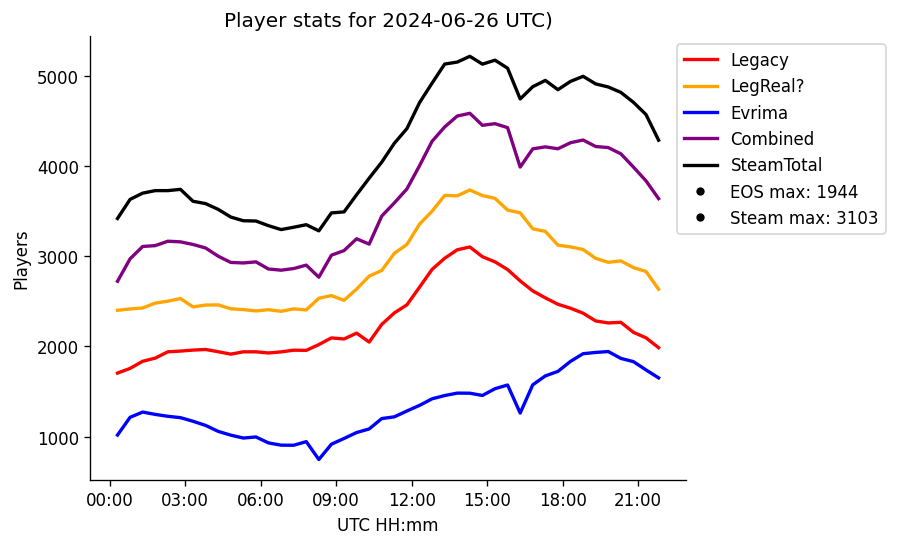 Player stats for 2024-06-26 UTC)
Players
5000
4000
3000
2000
1000
00:00 03:00 06:00 09:00 12:00 15:00 18:00 21:00
UTC HH:mm
Legacy
LegReal?
Evrima
Combined
SteamTotal
EOS max: 1944
Steam max: 3103